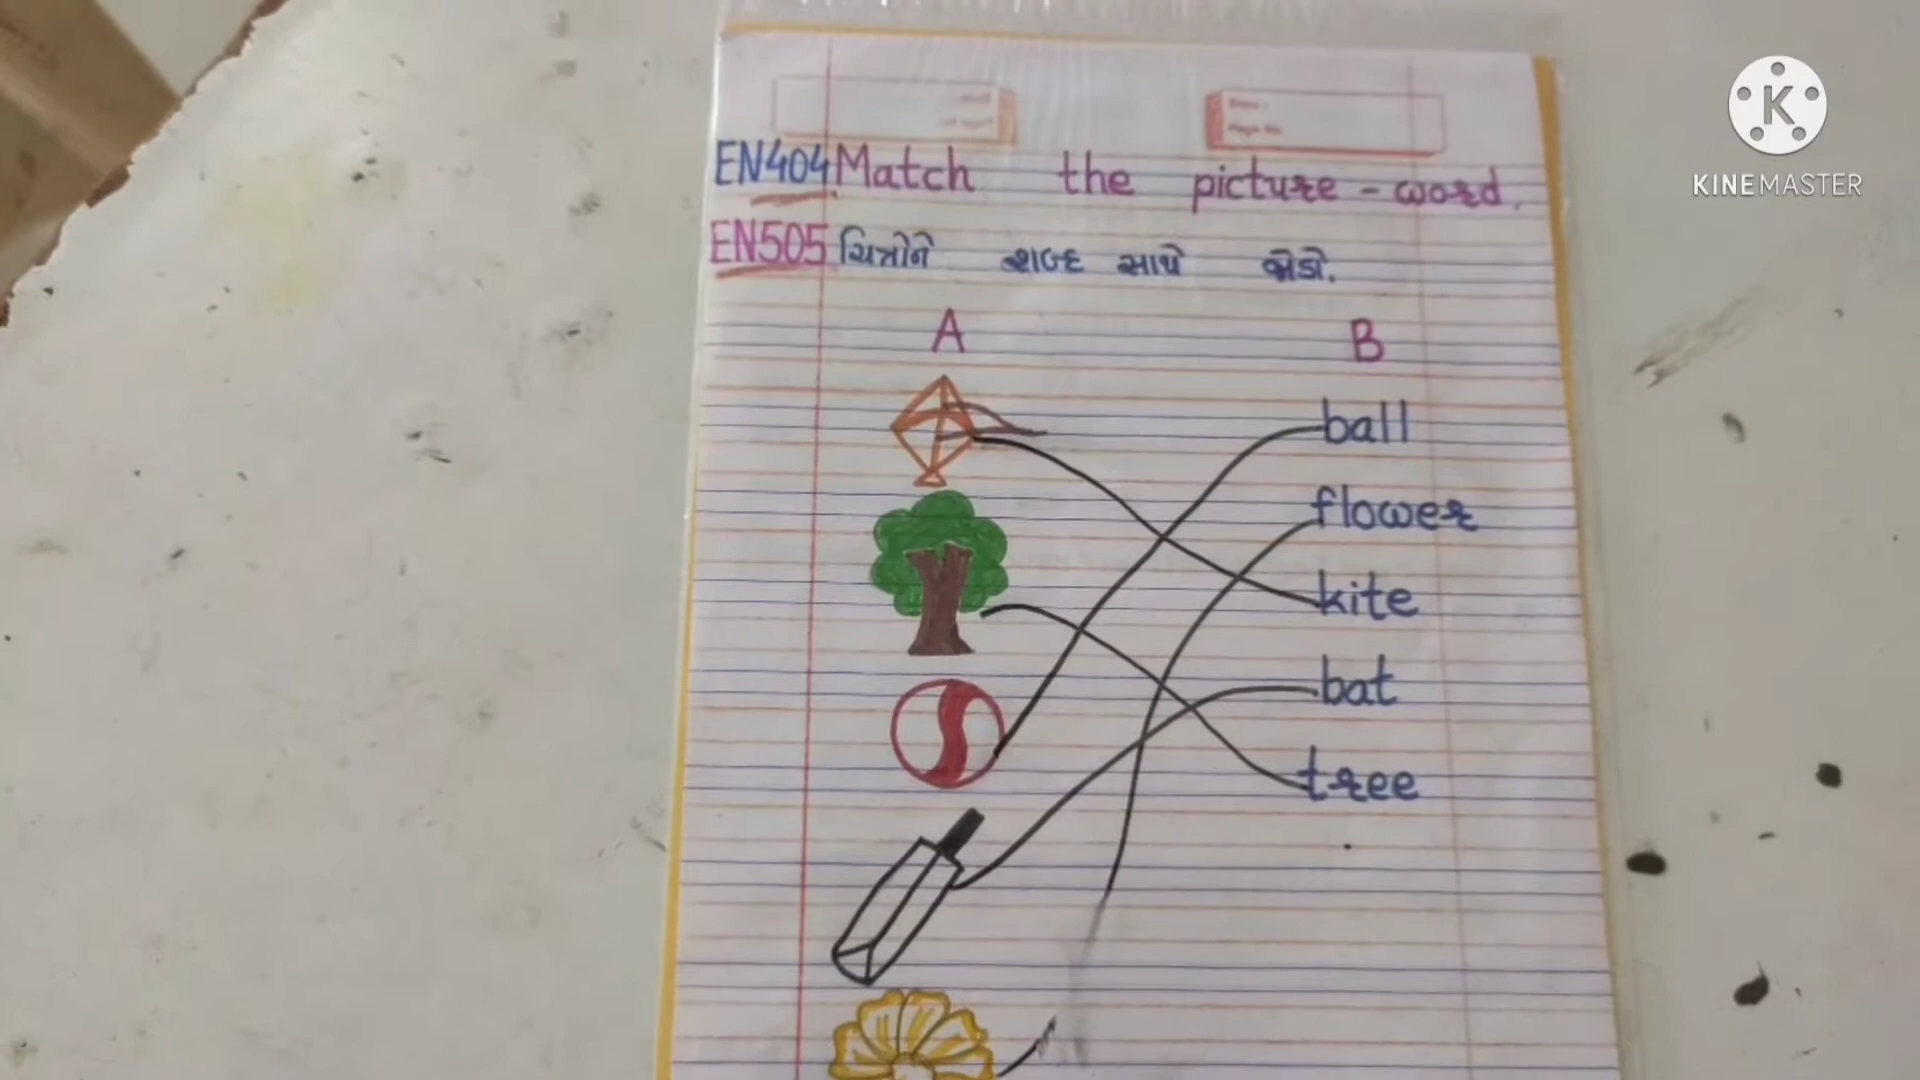 EN404 Match the picture - word.
EN505 ચિત્રોને શબ્દ સાથે જોડો.
A B
ball
flower
kite
bat
tree
KINEMASTER